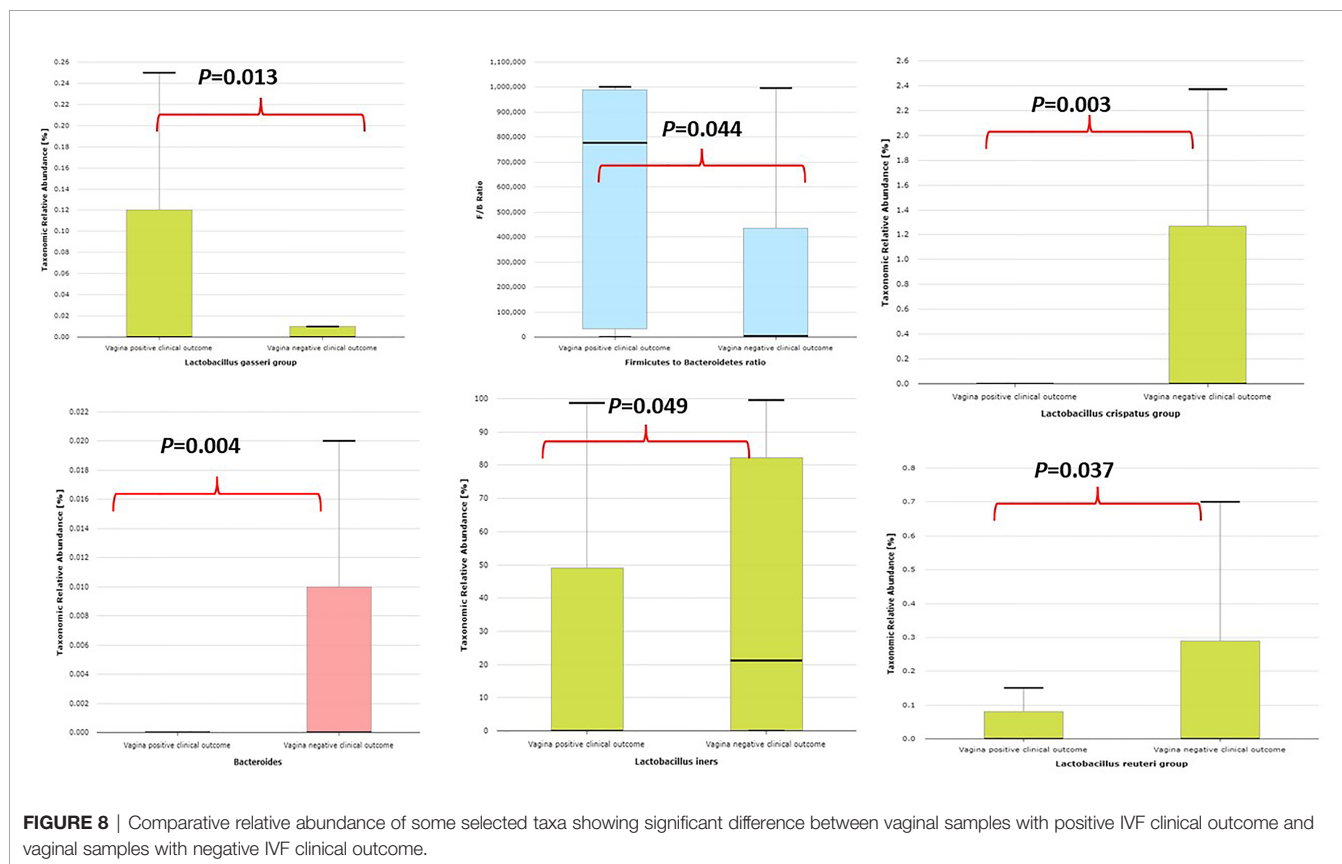 0.26
0.24
0.22
0.20
0.18
0.16
0.14
0.12
0.10
0.08
0.06
0.04
0.02
0.00
Taxonomic Relative Abundance [%]
P=0.013
Vagina positive clinical outcome
Vagina negative clinical outcome
Lactobacillus gasseri group
1,100,000
1,000,000
900,000
800,000
700,000
600,000
500,000
400,000
300,000
200,000
100,000
0
F/B Ratio
P=0.044
Vagina positive clinical outcome
Vagina negative clinical outcome
Firmicutes to Bacteroidetes ratio
2.6
2.4
2.2
2.0
1.8
1.6
1.4
1.2
1.0
0.8
0.6
0.4
0.2
0.0
Taxonomic Relative Abundance [%]
P=0.003
Vagina positive clinical outcome
Vagina negative clinical outcome
Lactobacillus crispatus group
0.022
0.020
0.018
0.016
0.014
0.012
0.010
0.008
0.006
0.004
0.002
0.000
Taxonomic Relative Abundance [%]
P=0.004
Vagina positive clinical outcome
Vagina negative clinical outcome
Bacteroides
100
90
80
70
60
50
40
30
20
10
0
Taxonomic Relative Abundance [%]
P=0.049
Vagina positive clinical outcome
Vagina negative clinical outcome
Lactobacillus iners
0.8
0.7
0.6
0.5
0.4
0.3
0.2
0.1
0.0
Taxonomic Relative Abundance [%]
P=0.037
Vagina positive clinical outcome
Vagina negative clinical outcome
Lactobacillus reuteri group
FIGURE 8 | Comparative relative abundance of some selected taxa showing significant difference between vaginal samples with positive IVF clinical outcome and
vaginal samples with negative IVF clinical outcome.